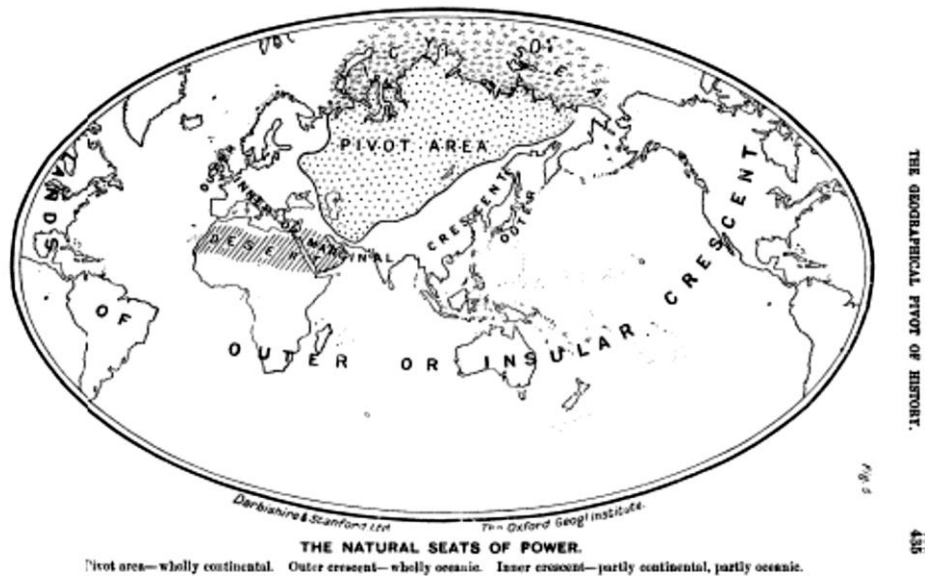 ICY SEA
PIVOT AREA
LANDS
OF
INNER OR MARGINAL CRESCENT
OUTER
DESERT
OUTER OR INSULAR CRESCENT
Darbishire & Stanford Ltd
The Oxford Geogl Institute.
THE NATURAL SEATS OF POWER.
Pivot area—wholly continental. Outer crescent—wholly oceanic. Inner crescent—partly continental, partly oceanic.
THE GEOGRAPHICAL PIVOT OF HISTORY.
Fig. 5
435